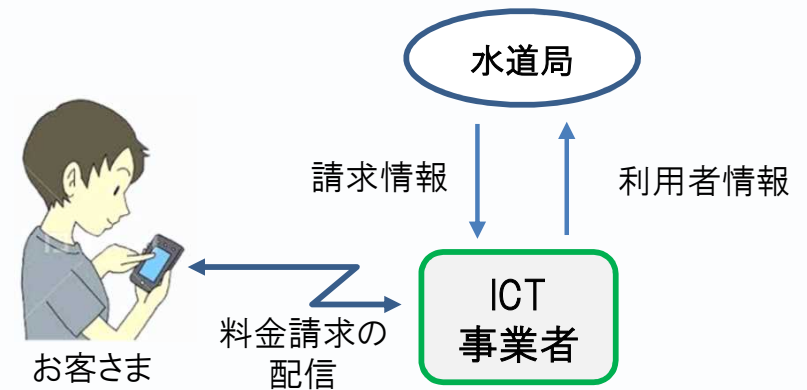 水道局
請求情報
利用者情報
ICT
事業者
料金請求の
配信
お客さま